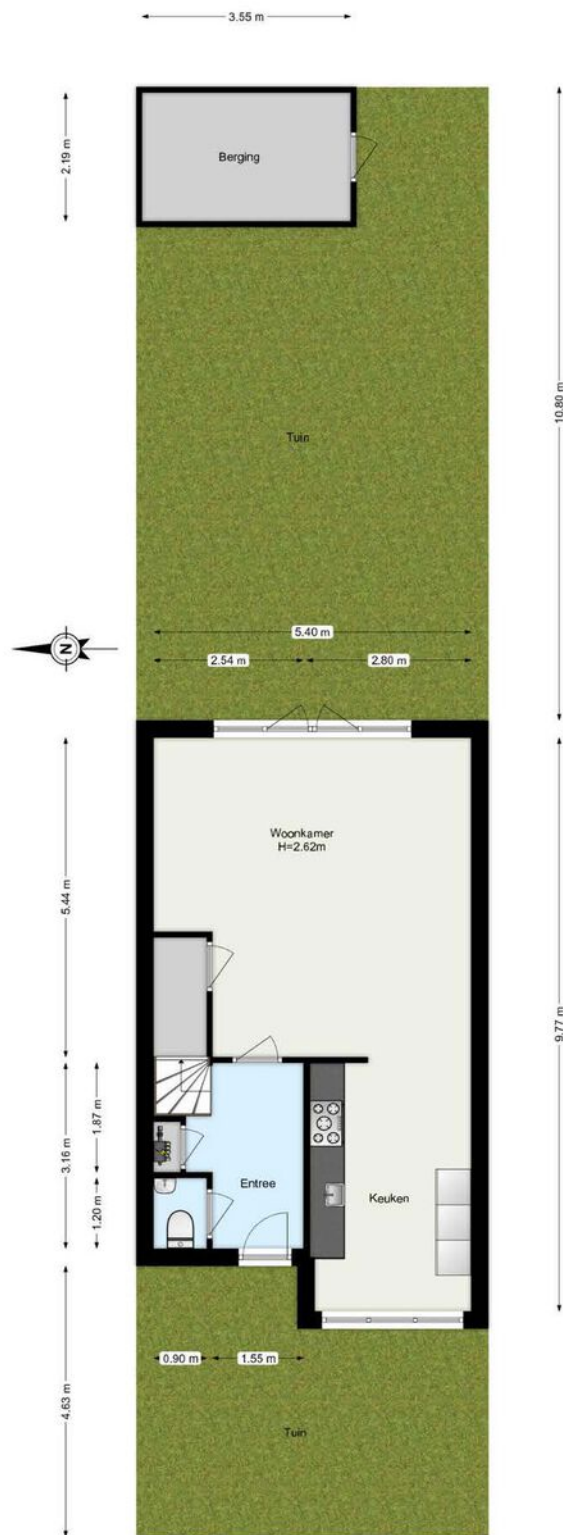 3.55 m
2.19 m
Berging
10.80 m
Tuin
N
5.40 m
2.54 m
2.80 m
Woonkamer
H=2.62m
5.44 m
9.77 m
3.16 m
1.87 m
1.20 m
Entree
Keuken
0.90 m
1.55 m
4.63 m
Tuin